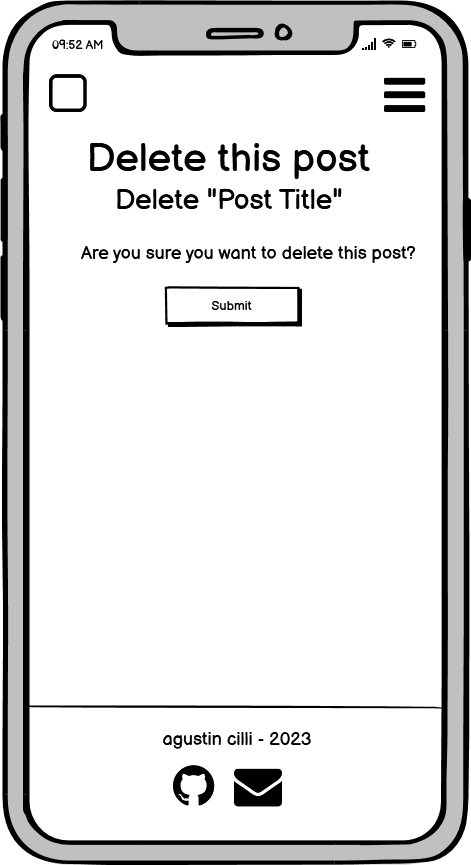 09:52 AM
Delete this post
Delete "Post Title"
Are you sure you want to delete this post?
Submit
agustin cilli - 2023